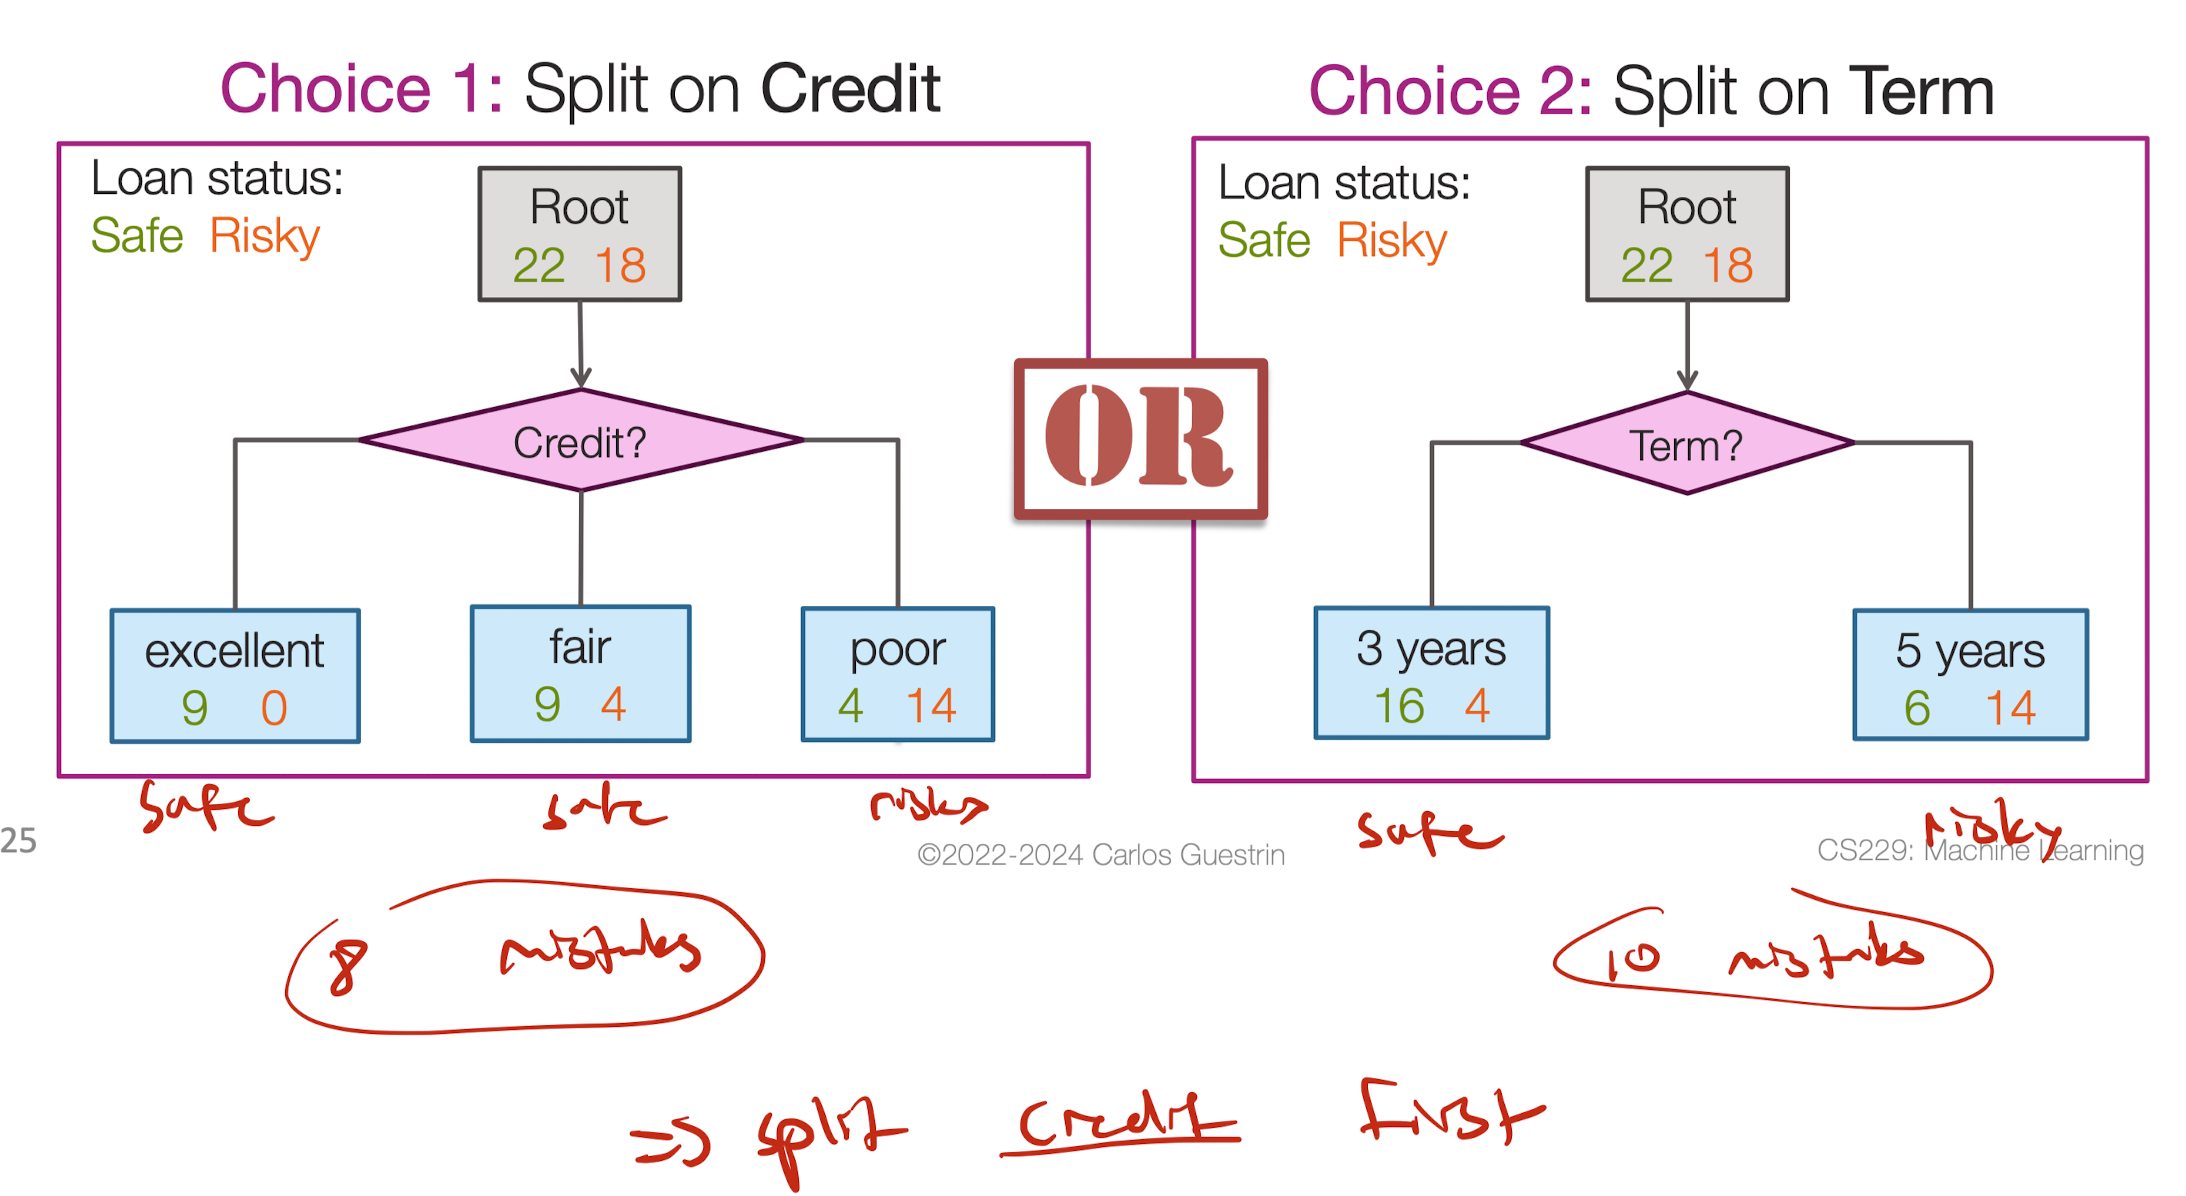 Choice 1: Split on Credit
Loan status:
Safe Risky
Root
22 18
Credit?
excellent
9 0
fair
9 4
poor
4 14
OR
Choice 2: Split on Term
Loan status:
Safe Risky
Root
22 18
Term?
3 years
16 4
5 years
6 14
safe safe risky
safe risky
25
©2022-2024 Carlos Guestrin
CS229: Machine Learning
8 mistakes
10 mistakes
=> split credit first